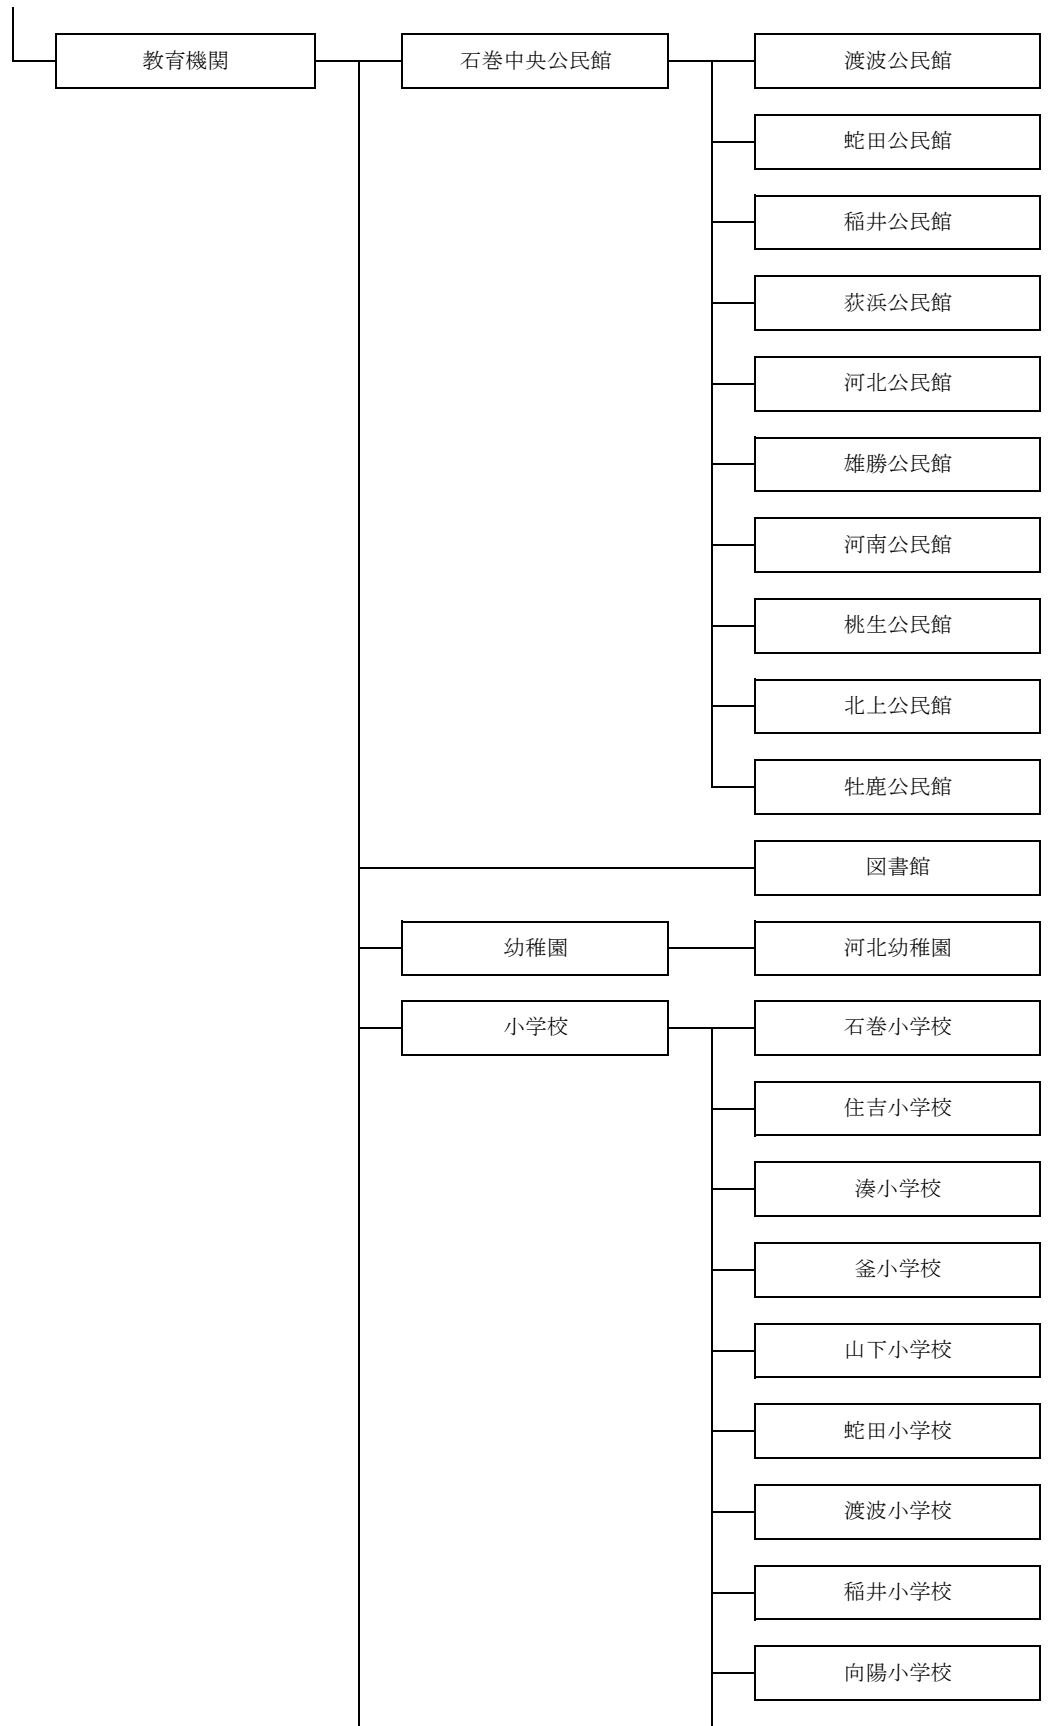 教育機関
石巻中央公民館
渡波公民館
蛇田公民館
稲井公民館
荻浜公民館
河北公民館
雄勝公民館
河南公民館
桃生公民館
北上公民館
牡鹿公民館
図書館
幼稚園
河北幼稚園
小学校
石巻小学校
住吉小学校
湊小学校
釜小学校
山下小学校
蛇田小学校
渡波小学校
稲井小学校
向陽小学校